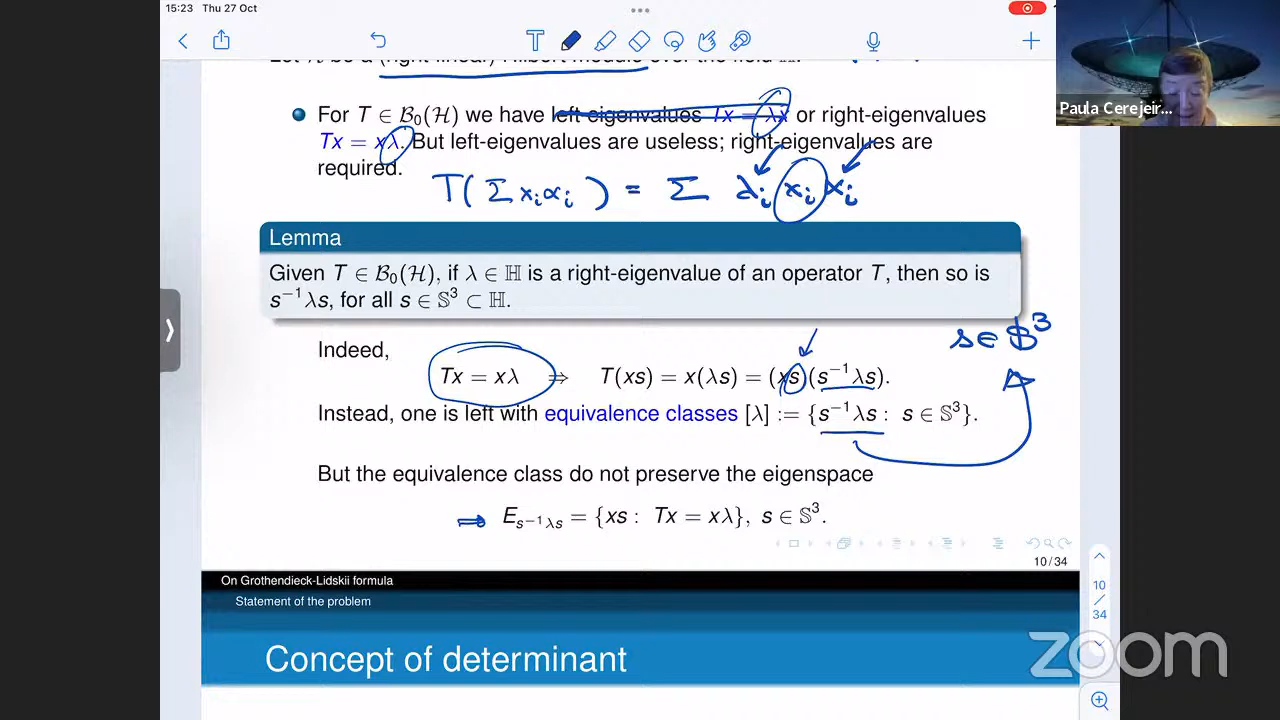 15:23 Thu 27 Oct
Paula Cerejeir...
• For T ∈ B₀(H) we have left-eigenvalues Tx = λx or right-eigenvalues
Tx = xλ. But left-eigenvalues are useless; right-eigenvalues are
required.
T( Σ xᵢαᵢ ) = Σ λᵢ xᵢ αᵢ
Lemma
Given T ∈ B₀(H), if λ ∈ ℍ is a right-eigenvalue of an operator T, then so is
s⁻¹λs, for all s ∈ 𝕊³ ⊂ ℍ.
s ∈ 𝕊³
Indeed,
Tx = xλ ⇒ T(xs) = x(λs) = (xs)(s⁻¹λs).
Instead, one is left with equivalence classes [λ] := {s⁻¹λs : s ∈ 𝕊³}.
But the equivalence class do not preserve the eigenspace
⇒ E_{s⁻¹λs} = {xs : Tx = xλ}, s ∈ 𝕊³.
10/34
On Grothendieck-Lidskii formula
Statement of the problem
10
/
34
Concept of determinant
zoom